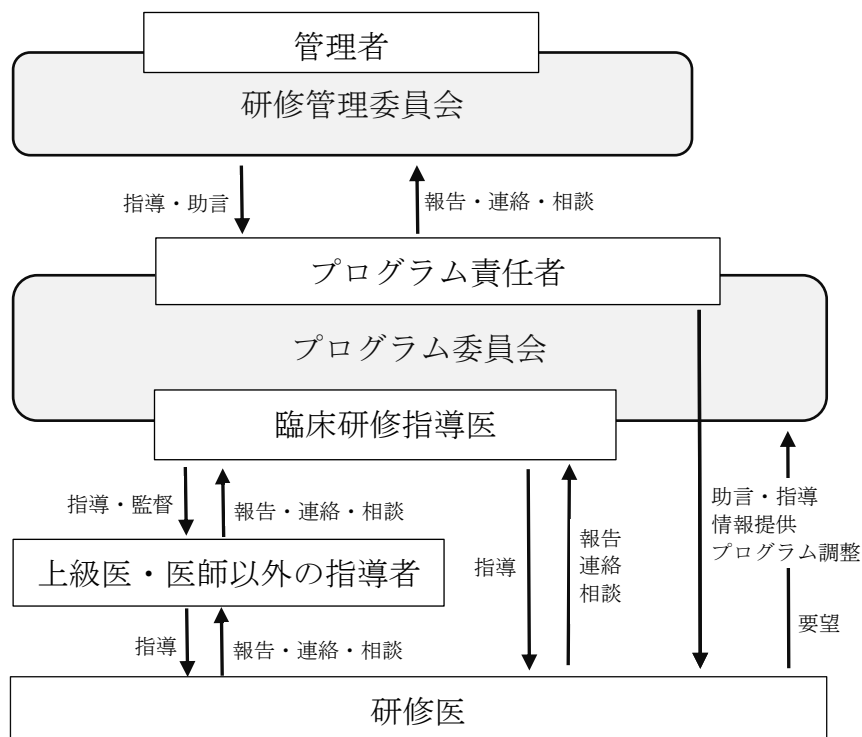 管理者
研修管理委員会
指導・助言
報告・連絡・相談
プログラム責任者
プログラム委員会
臨床研修指導医
指導・監督
報告・連絡・相談
助言・指導
情報提供
プログラム調整
報告
連絡
相談
指導
上級医・医師以外の指導者
要望
指導
報告・連絡・相談
研修医